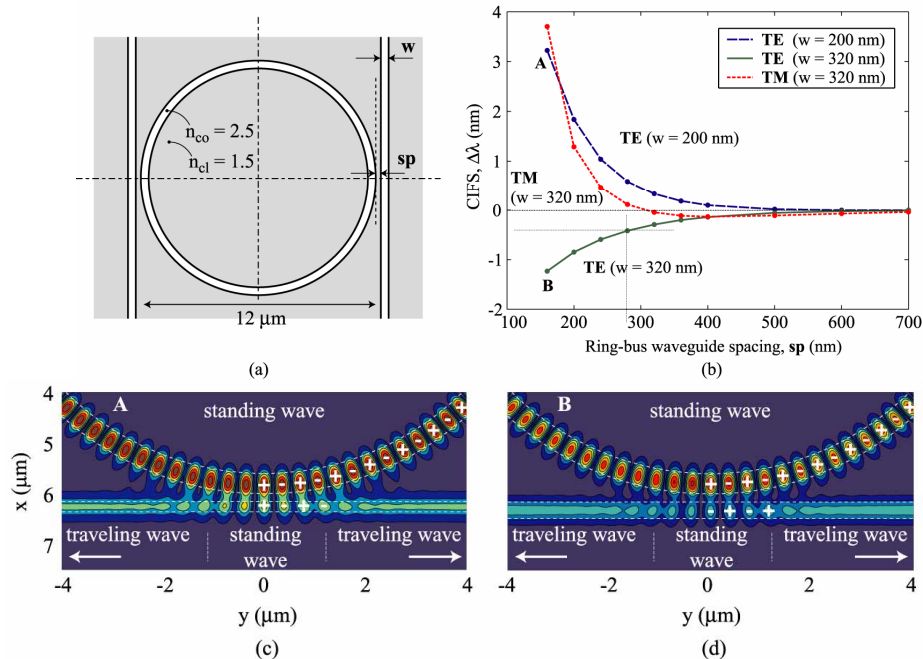 (a)
w
n_co = 2.5
n_cl = 1.5
sp
12 μm
CIFS, Δλ (nm)
4
3
2
1
0
-1
-2
TE (w = 200 nm)
TE (w = 320 nm)
TM (w = 320 nm)
A
TE (w = 200 nm)
TM
(w = 320 nm)
TE (w = 320 nm)
B
100 200 300 400 500 600 700
Ring-bus waveguide spacing, sp (nm)
(a)
(b)
x (μm)
4
5
6
7
A
standing wave
+ - + - + - + - + - + - +
+ - + -
traveling wave
standing
wave
traveling wave
-4 -2 0 2 4
y (μm)
(c)
4
5
6
7
B
standing wave
+ - + - + - + - + - + - +
- + - +
traveling wave
standing
wave
traveling wave
-4 -2 0 2 4
y (μm)
(d)